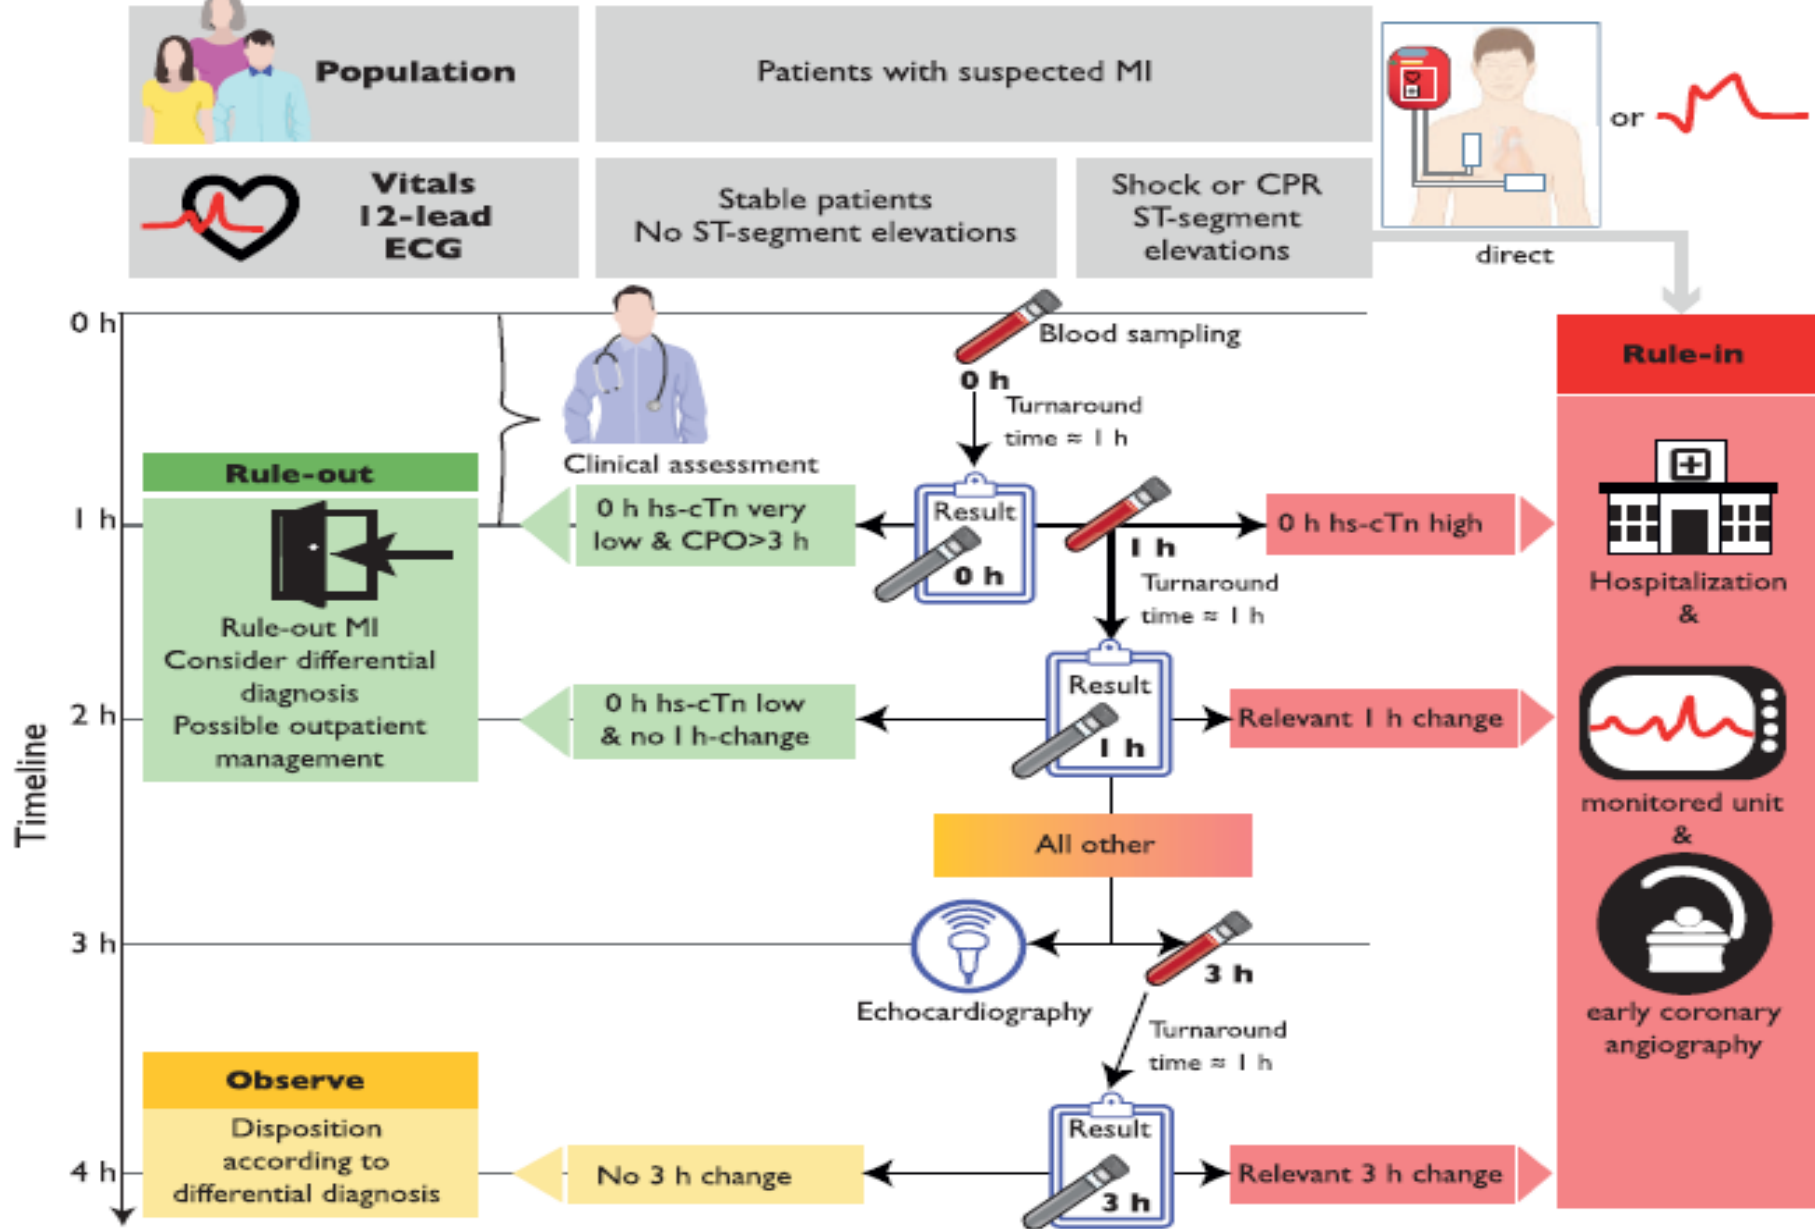 Population
Patients with suspected MI
or
Vitals
12-lead
ECG
Stable patients
No ST-segment elevations
Shock or CPR
ST-segment
elevations
direct
Timeline
0 h
Blood sampling
0 h
Turnaround
time ≈ 1 h
Clinical assessment
Rule-in
Rule-out
1 h
0 h hs-cTn very
low & CPO>3 h
Result
0 h
1 h
0 h hs-cTn high
Turnaround
time ≈ 1 h
Hospitalization
&
Rule-out MI
Consider differential
diagnosis
Possible outpatient
management
2 h
0 h hs-cTn low
& no 1 h-change
Result
1 h
Relevant 1 h change
monitored unit
&
All other
3 h
3 h
Echocardiography
Turnaround
time ≈ 1 h
early coronary
angiography
Observe
Disposition
according to
differential diagnosis
4 h
No 3 h change
Result
3 h
Relevant 3 h change